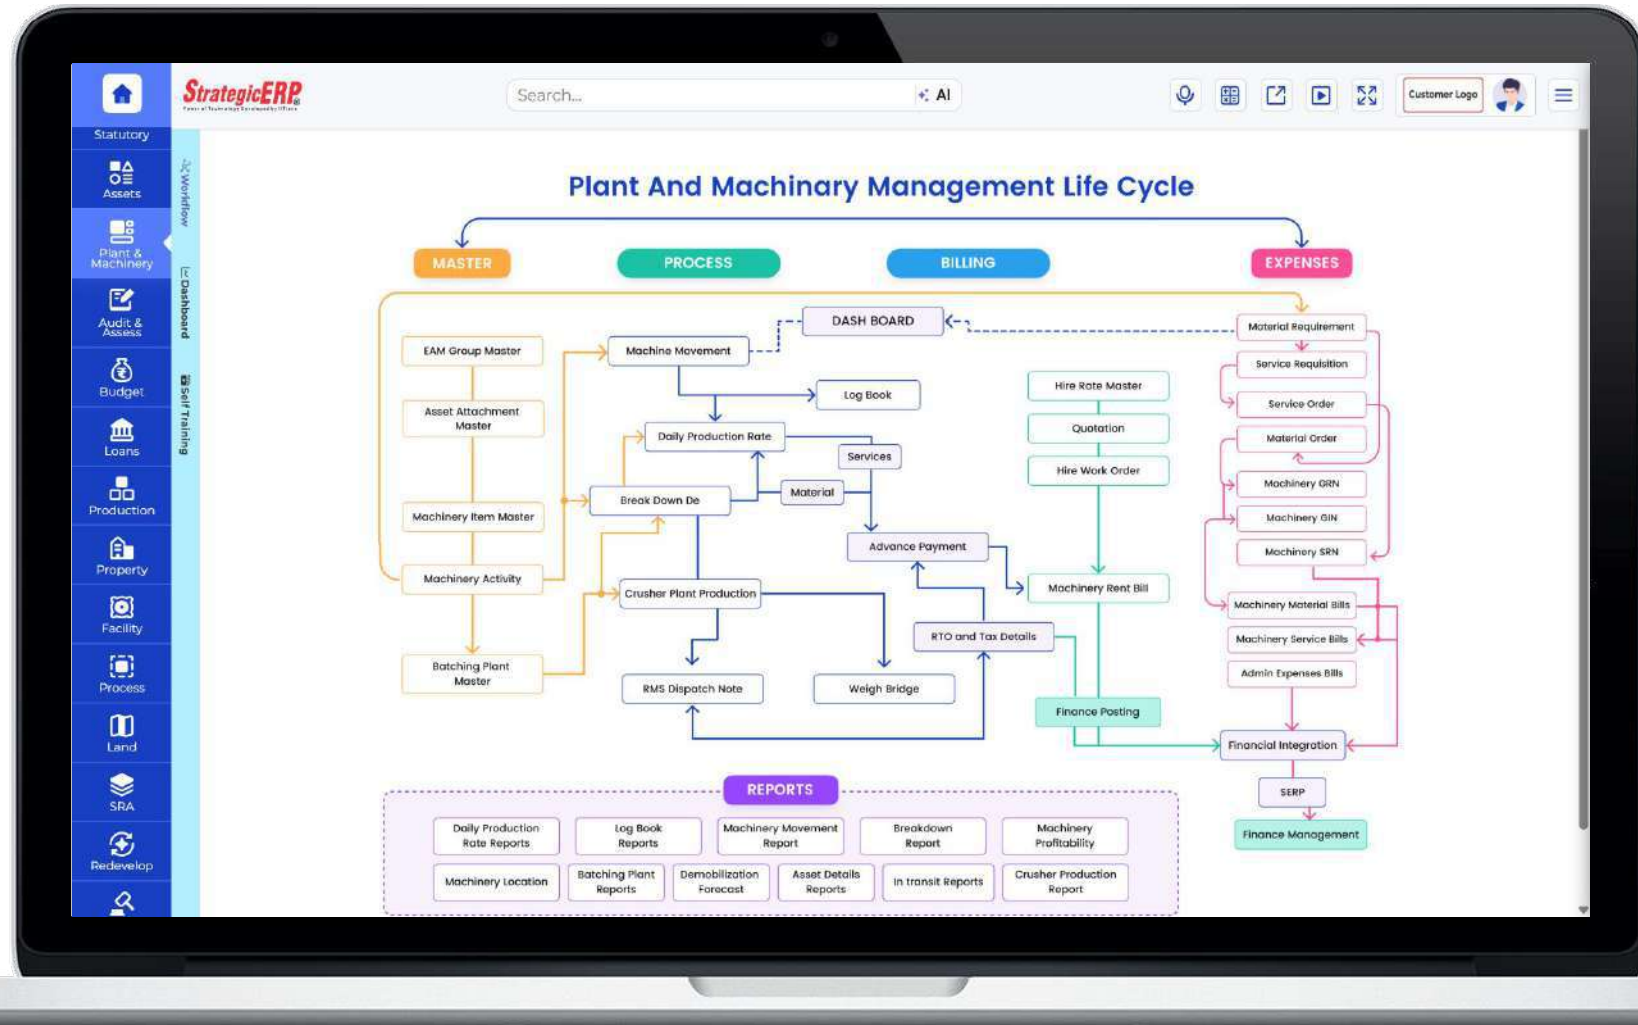 StrategicERP
Search...
AI
Customer Logo
Statutory
Assets
Plant &
Machinery
Audit &
Assess
Budget
Loans
Production
Property
Facility
Process
Land
SRA
Redevelop
Workflow
Dashboard
Self Training
Plant And Machinary Management Life Cycle
MASTER
PROCESS
BILLING
EXPENSES
DASH BOARD
EAM Group Master
Asset Attachment
Master
Machinery Item Master
Machinery Activity
Batching Plant
Master
Machine Movement
Log Book
Daily Production Rate
Services
Material
Break Down De
Advance Payment
Crusher Plant Production
RTO and Tax Details
RMS Dispatch Note
Weigh Bridge
Hire Rate Master
Quotation
Hire Work Order
Machinery Rent Bill
Finance Posting
Material Requirement
Service Requisition
Service Order
Material Order
Machinery GRN
Machinery GIN
Machinery SRN
Machinery Material Bills
Machinery Service Bills
Admin Expenses Bills
Financial Integration
SERP
Finance Management
REPORTS
Daily Production
Rate Reports
Log Book
Reports
Machinery Movement
Report
Breakdown
Report
Machinery
Profitability
Machinery Location
Batching Plant
Reports
Demobilization
Forecast
Asset Details
Reports
In transit Reports
Crusher Production
Report